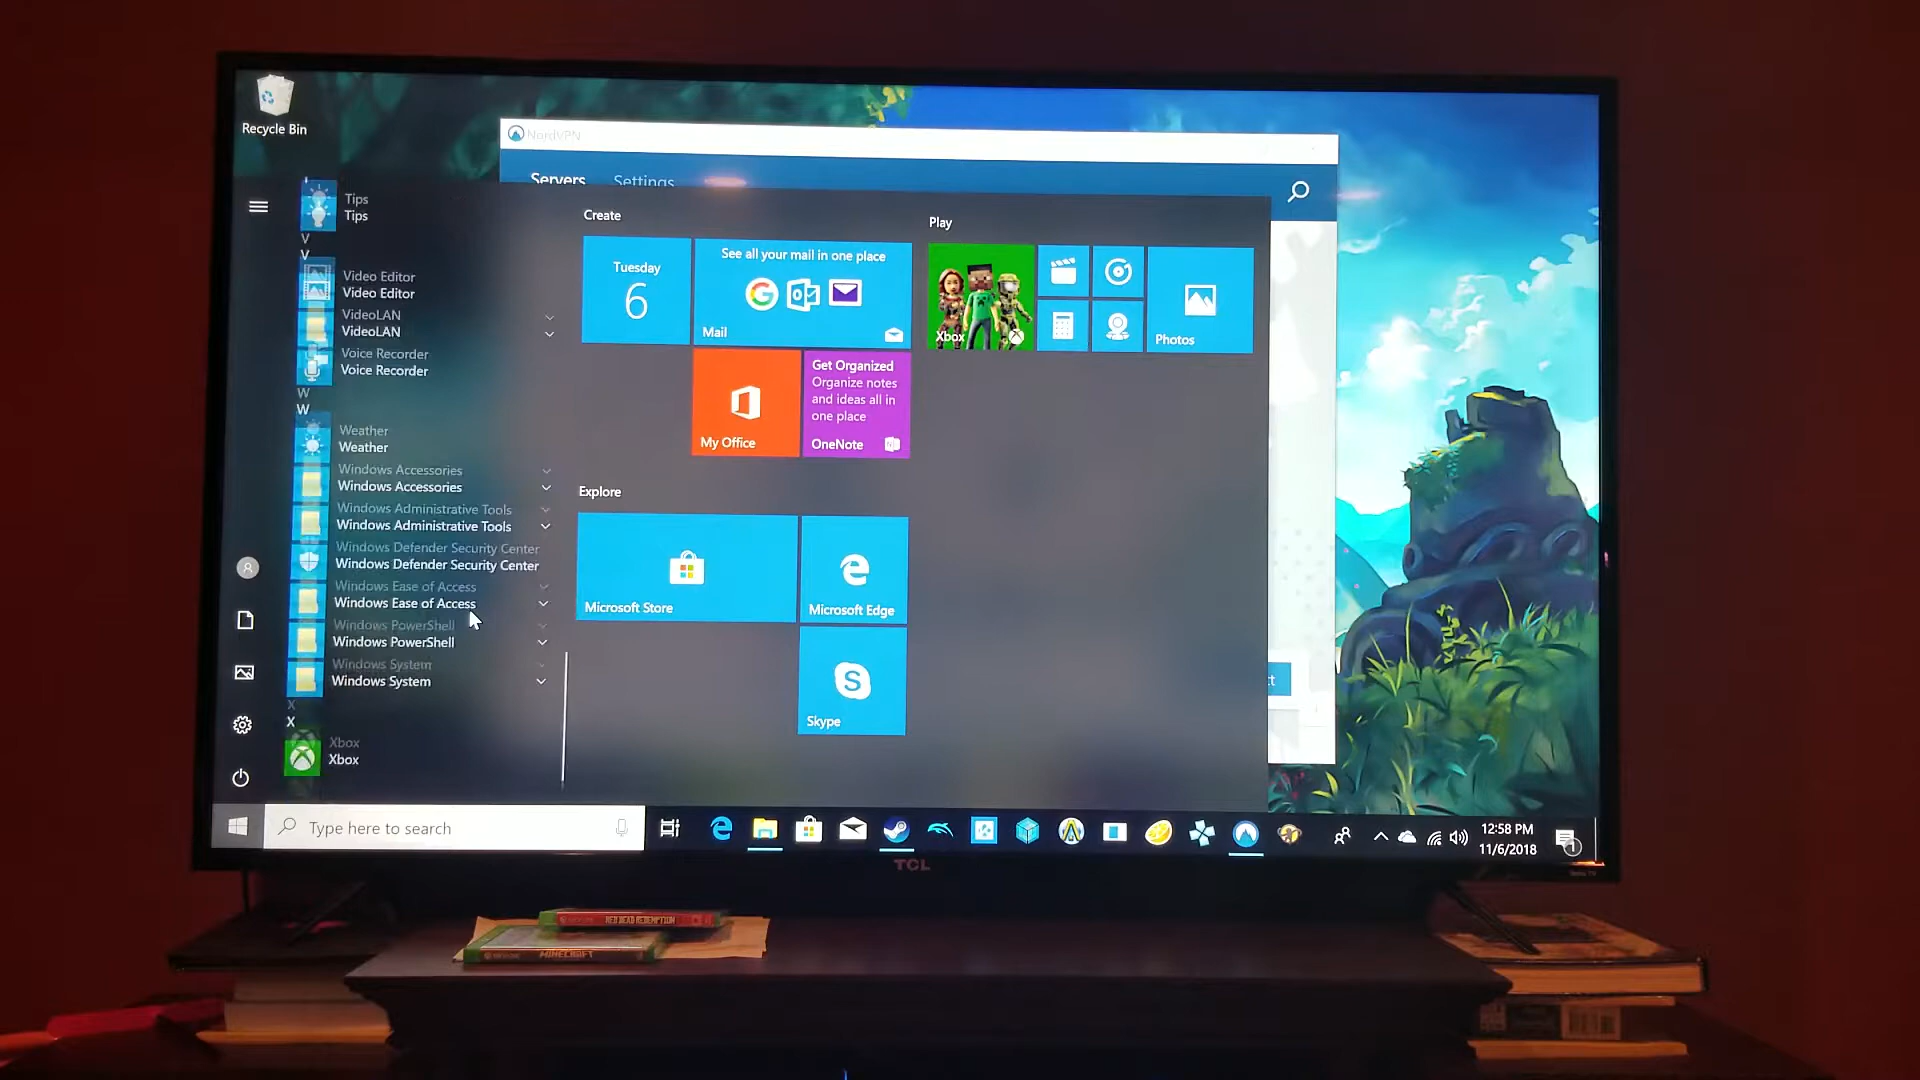 Recycle Bin
NordVPN
Servers
Settings
Tips
Tips
V
V
Video Editor
Video Editor
VideoLAN
VideoLAN
Voice Recorder
Voice Recorder
W
W
Weather
Weather
Windows Accessories
Windows Accessories
Windows Administrative Tools
Windows Administrative Tools
Windows Defender Security Center
Windows Defender Security Center
Windows Ease of Access
Windows Ease of Access
Windows PowerShell
Windows PowerShell
Windows System
Windows System
X
X
Xbox
Xbox
Create
Tuesday
6
See all your mail in one place
Mail
My Office
Get Organized
Organize notes
and ideas all in
one place
OneNote
Play
Xbox
Photos
Explore
Microsoft Store
Microsoft Edge
Skype
ct
Type here to search
12:58 PM
11/6/2018
1
TCL
RED DEAD REDEMPTION
MINECRAFT